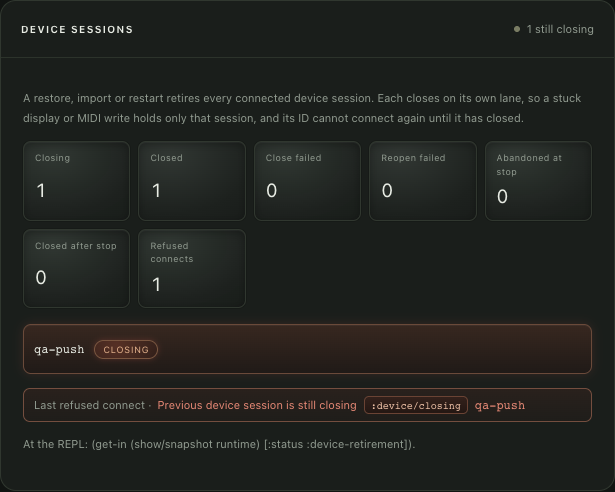 DEVICE SESSIONS
1 still closing
A restore, import or restart retires every connected device session. Each closes on its own lane, so a stuck
display or MIDI write holds only that session, and its ID cannot connect again until it has closed.
Closing
1
Closed
1
Close failed
0
Reopen failed
0
Abandoned at
stop
0
Closed after stop
0
Refused
connects
1
qa-push CLOSING
Last refused connect · Previous device session is still closing :device/closing qa-push
At the REPL: (get-in (show/snapshot runtime) [:status :device-retirement]).